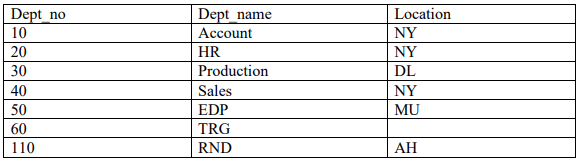 Dept_no Dept_name Location
10 Account NY
20 HR NY
30 Production DL
40 Sales NY
50 EDP MU
60 TRG
110 RND AH